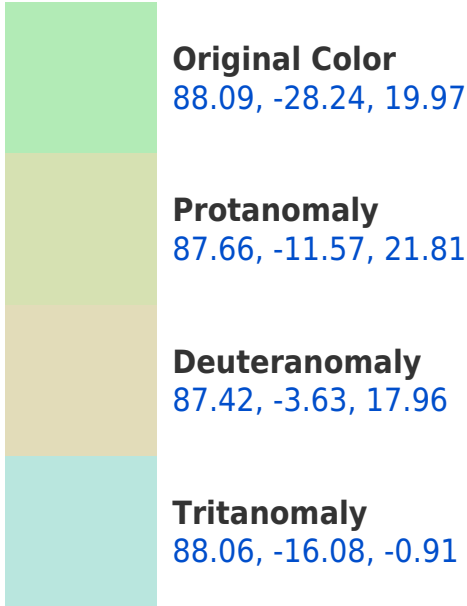 Original Color
88.09, -28.24, 19.97
Protanomaly
87.66, -11.57, 21.81
Deuteranomaly
87.42, -3.63, 17.96
Tritanomaly
88.06, -16.08, -0.91